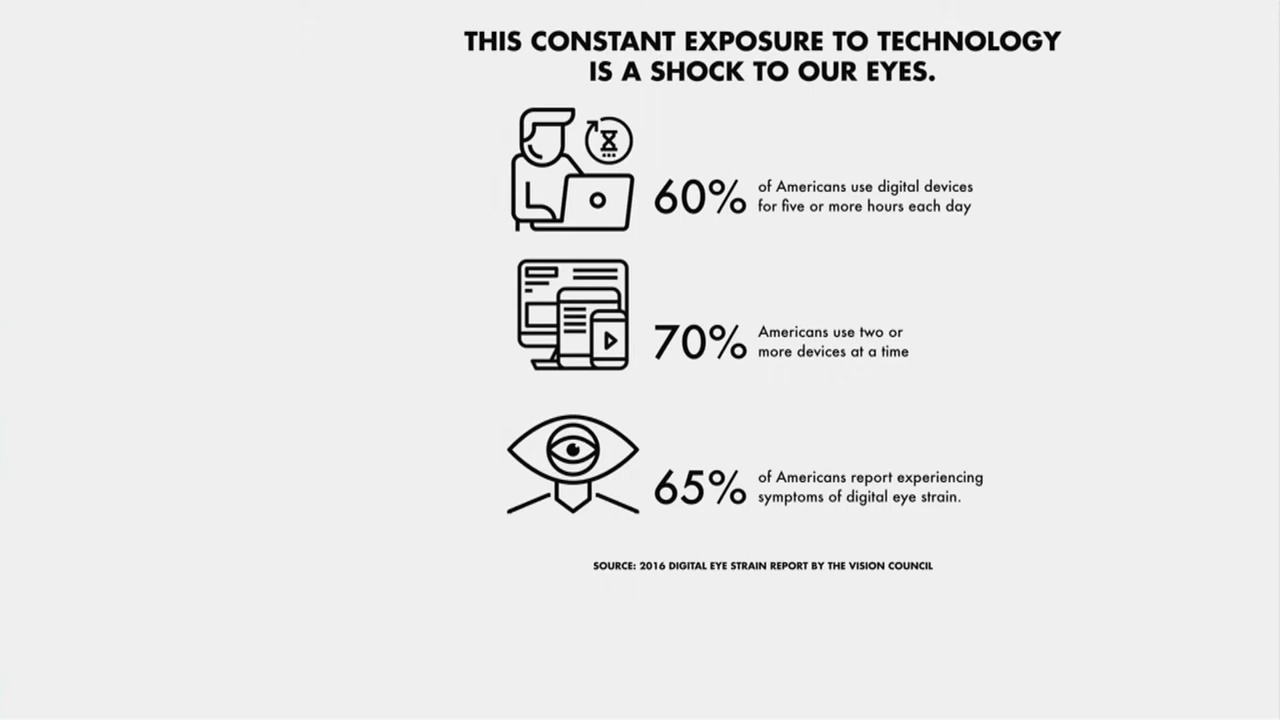 THIS CONSTANT EXPOSURE TO TECHNOLOGY
IS A SHOCK TO OUR EYES.
60%
of Americans use digital devices
for five or more hours each day
70%
Americans use two or
more devices at a time
65%
of Americans report experiencing
symptoms of digital eye strain.
SOURCE: 2016 DIGITAL EYE STRAIN REPORT BY THE VISION COUNCIL